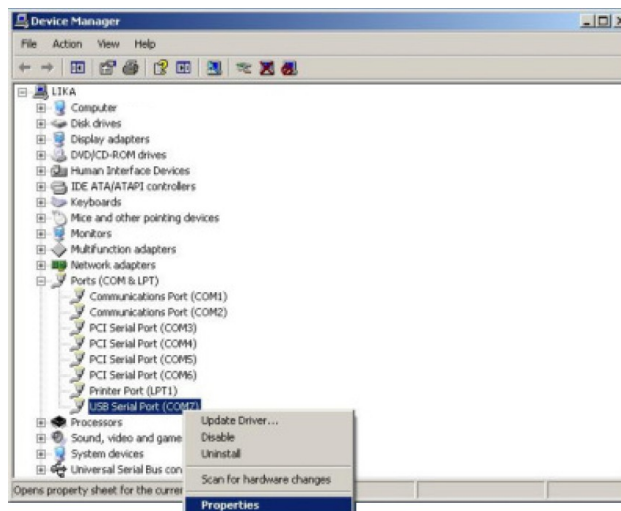 Device Manager
File Action View Help
LIKA
Computer
Disk drives
Display adapters
DVD/CD-ROM drives
Human Interface Devices
IDE ATA/ATAPI controllers
Keyboards
Mice and other pointing devices
Monitors
Multifunction adapters
Network adapters
Ports (COM & LPT)
Communications Port (COM1)
Communications Port (COM2)
PCI Serial Port (COM3)
PCI Serial Port (COM4)
PCI Serial Port (COM5)
PCI Serial Port (COM6)
Printer Port (LPT1)
USB Serial Port (COM7)
Processors
Sound, video and game
System devices
Universal Serial Bus con
Update Driver...
Disable
Uninstall
Scan for hardware changes
Properties
Opens property sheet for the curren